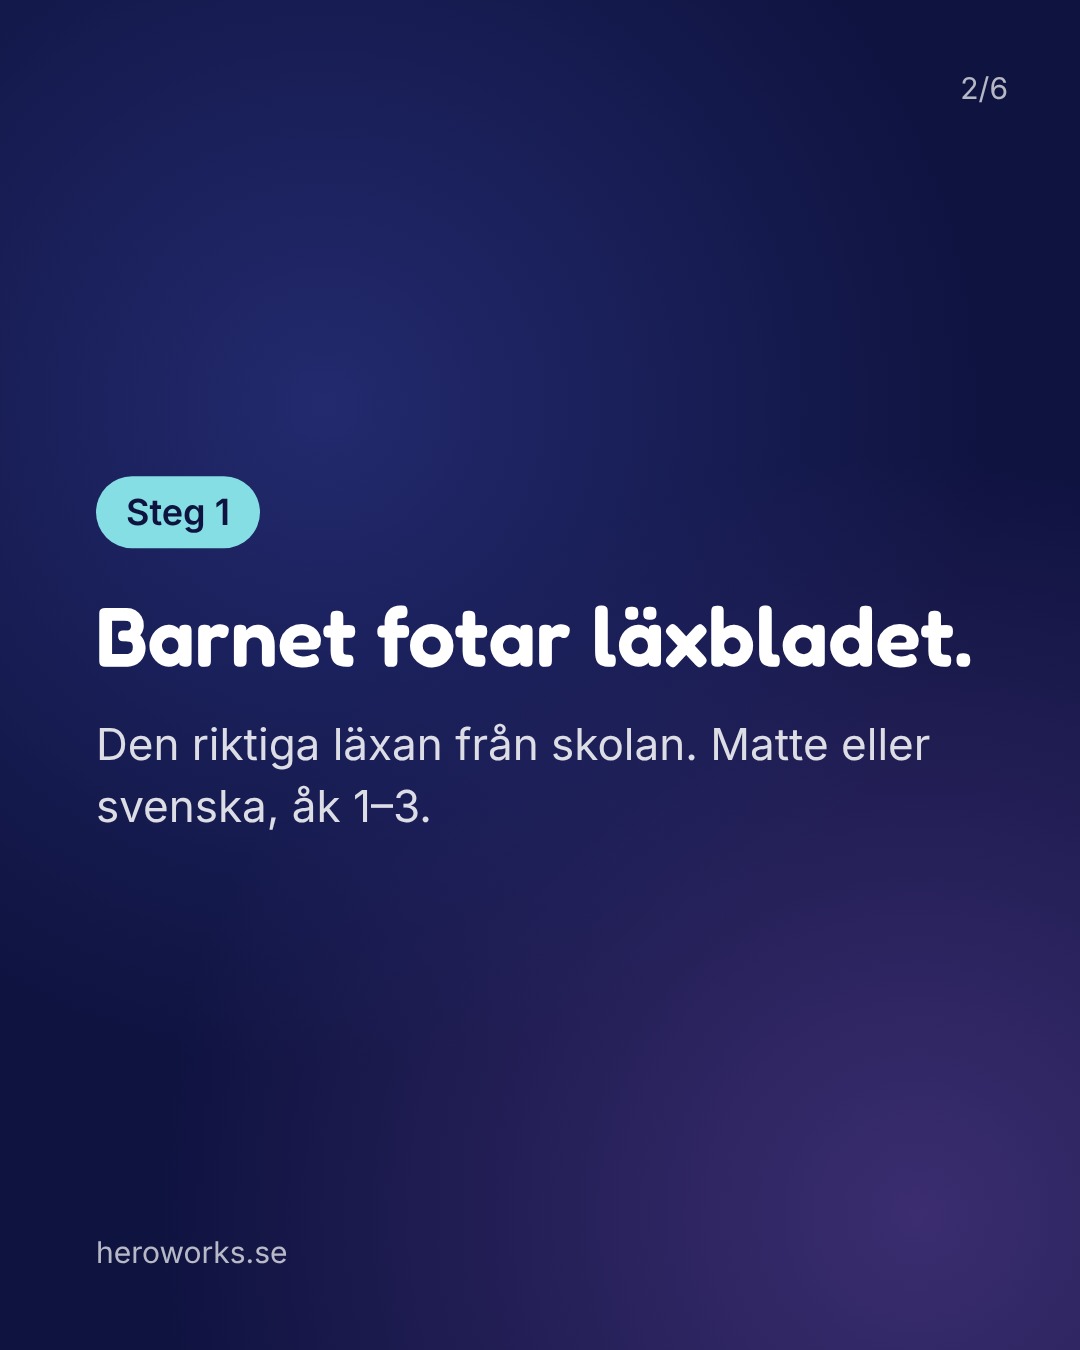 2/6
Steg 1
Barnet fotar läxbladet.
Den riktiga läxan från skolan. Matte eller
svenska, åk 1–3.
heroworks.se